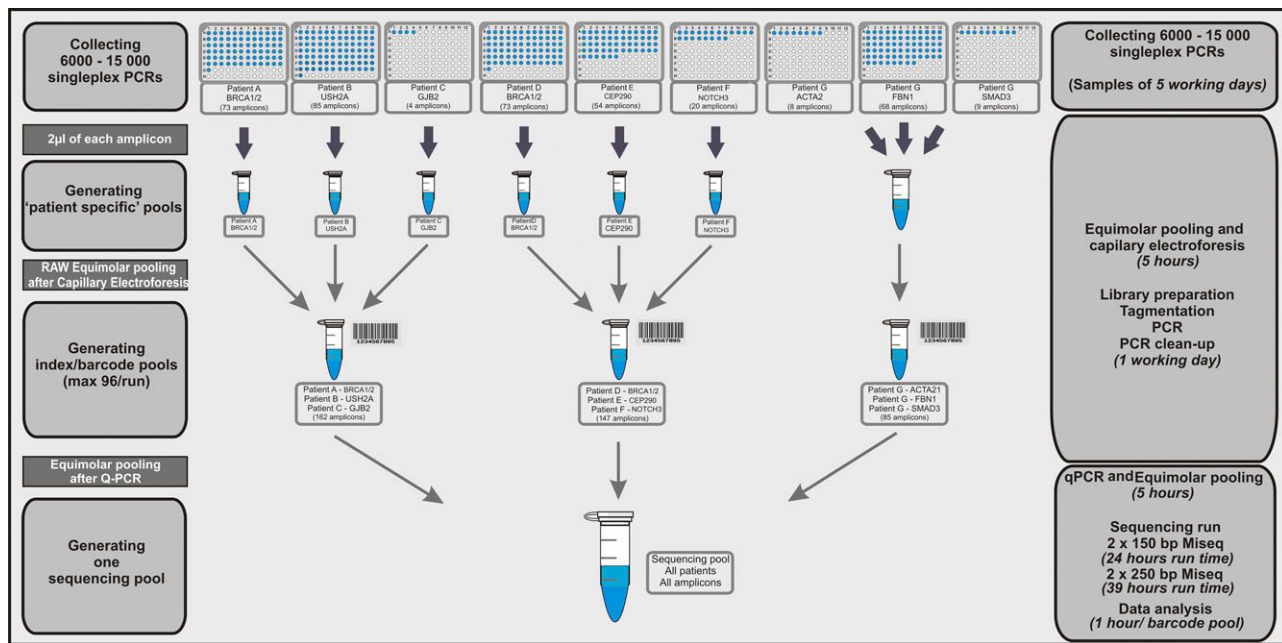 Collecting
6000 - 15 000
singleplex PCRs
Patient A
BRCA1/2
(73 amplicons)
Patient B
USH2A
(85 amplicons)
Patient C
GJB2
(4 amplicons)
Patient D
BRCA1/2
(73 amplicons)
Patient E
CEP290
(54 amplicons)
Patient F
NOTCH3
(20 amplicons)
Patient G
ACTA2
(8 amplicons)
Patient G
FBN1
(68 amplicons)
Patient G
SMAD3
(9 amplicons)
Collecting 6000 - 15 000
singleplex PCRs
(Samples of 5 working days)
2µl of each amplicon
Generating
‘patient specific’ pools
Patient A
BRCA1/2
Patient B
USH2A
Patient C
GJB2
PatientD
BRCA1/2
Patient E
CEP290
Patient F
NOTCH3
RAW Equimolar pooling
after Capillary Electroforesis
Equimolar pooling and
capilary electroforesis
(5 hours)
Library preparation
Tagmentation
PCR
PCR clean-up
(1 working day)
Generating
index/barcode pools
(max 96/run)
1234567895
1234567895
1234567895
Patient A - BRCA1/2
Patient B - USH2A
Patient C - GJB2
(162 amplicons)
Patient D - BRCA1/2
Patient E - CEP290
Patient F - NOTCH3
(147 amplicons)
Patient G - ACTA21
Patient G - FBN1
Patient G - SMAD3
(85 amplicons)
Equimolar pooling
after Q-PCR
Generating
one
sequencing pool
Sequencing pool
All patients
All amplicons
qPCR and Equimolar pooling
(5 hours)
Sequencing run
2 x 150 bp Miseq
(24 hours run time)
2 x 250 bp Miseq
(39 hours run time)
Data analysis
(1 hour/ barcode pool)